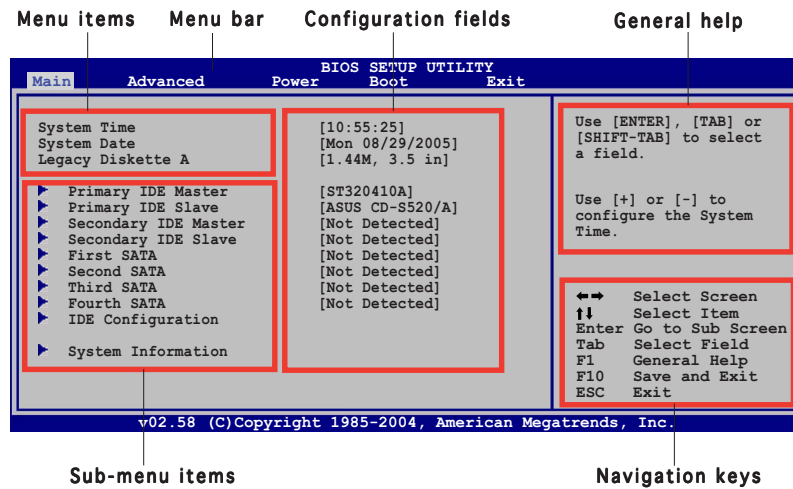 Menu items Menu bar Configuration fields General help
BIOS SETUP UTILITY
Main Advanced Power Boot Exit
System Time [10:55:25]
System Date [Mon 08/29/2005]
Legacy Diskette A [1.44M, 3.5 in]
Primary IDE Master [ST320410A]
Primary IDE Slave [ASUS CD-S520/A]
Secondary IDE Master [Not Detected]
Secondary IDE Slave [Not Detected]
First SATA [Not Detected]
Second SATA [Not Detected]
Third SATA [Not Detected]
Fourth SATA [Not Detected]
IDE Configuration
System Information
Use [ENTER], [TAB] or
[SHIFT-TAB] to select
a field.
Use [+] or [-] to
configure the System
Time.
Select Screen
Select Item
Enter Go to Sub Screen
Tab Select Field
F1 General Help
F10 Save and Exit
ESC Exit
v02.58 (C)Copyright 1985-2004, American Megatrends, Inc.
Sub-menu items Navigation keys